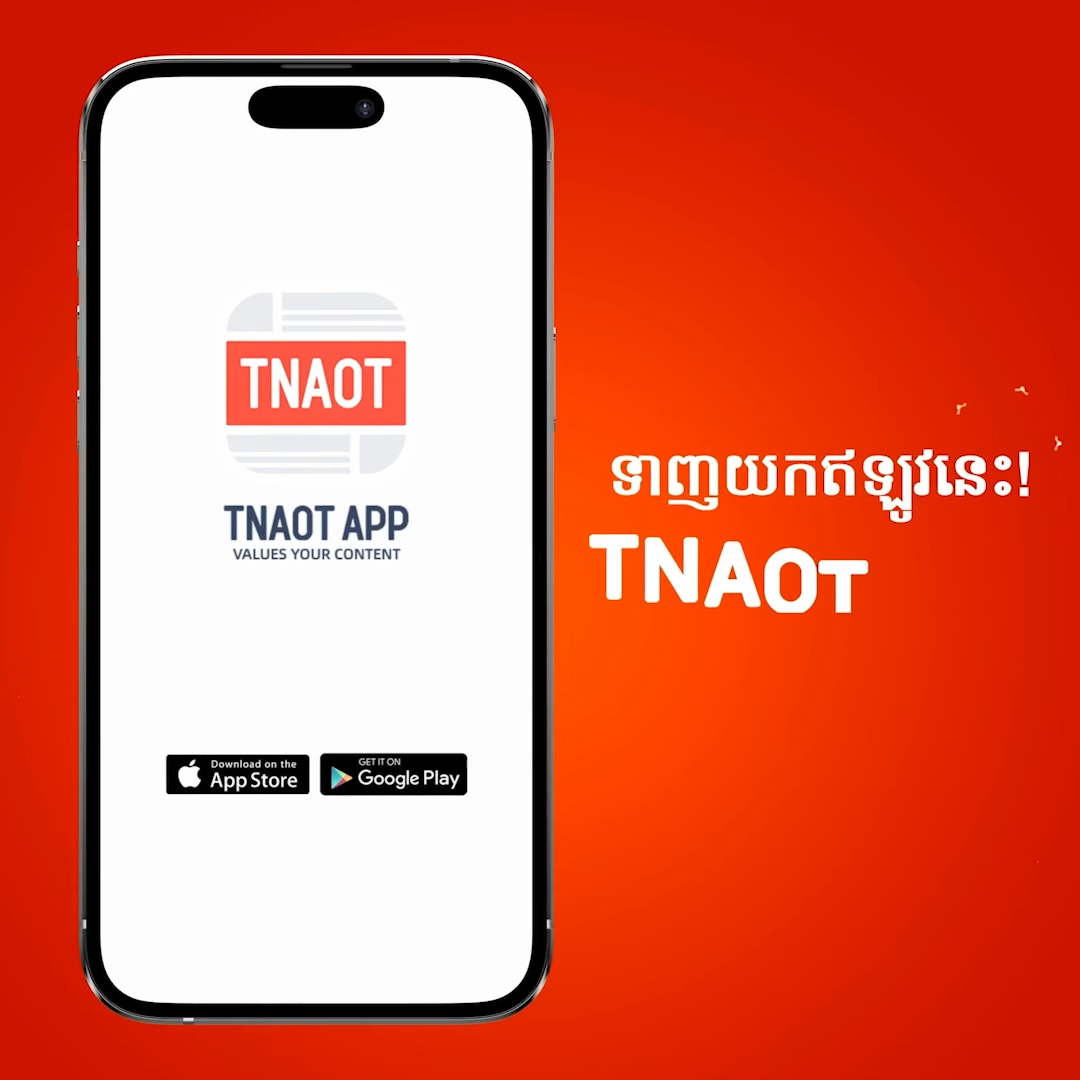 TNAOT
TNAOT APP
VALUES YOUR CONTENT
Download on the
App Store
GET IT ON
Google Play
ទាញយកឥឡូវនេះ!
TNAOT